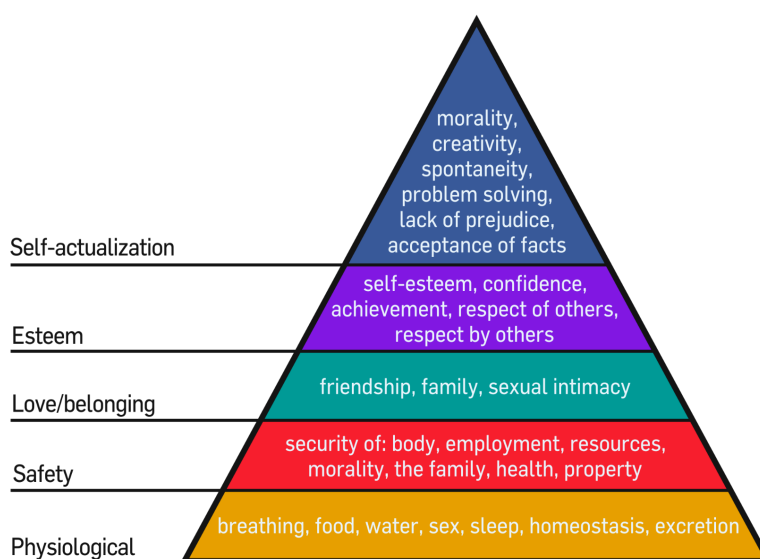 morality,
creativity,
spontaneity,
problem solving,
lack of prejudice,
acceptance of facts
Self-actualization
self-esteem, confidence,
achievement, respect of others,
respect by others
Esteem
friendship, family, sexual intimacy
Love/belonging
security of: body, employment, resources,
morality, the family, health, property
Safety
breathing, food, water, sex, sleep, homeostasis, excretion
Physiological